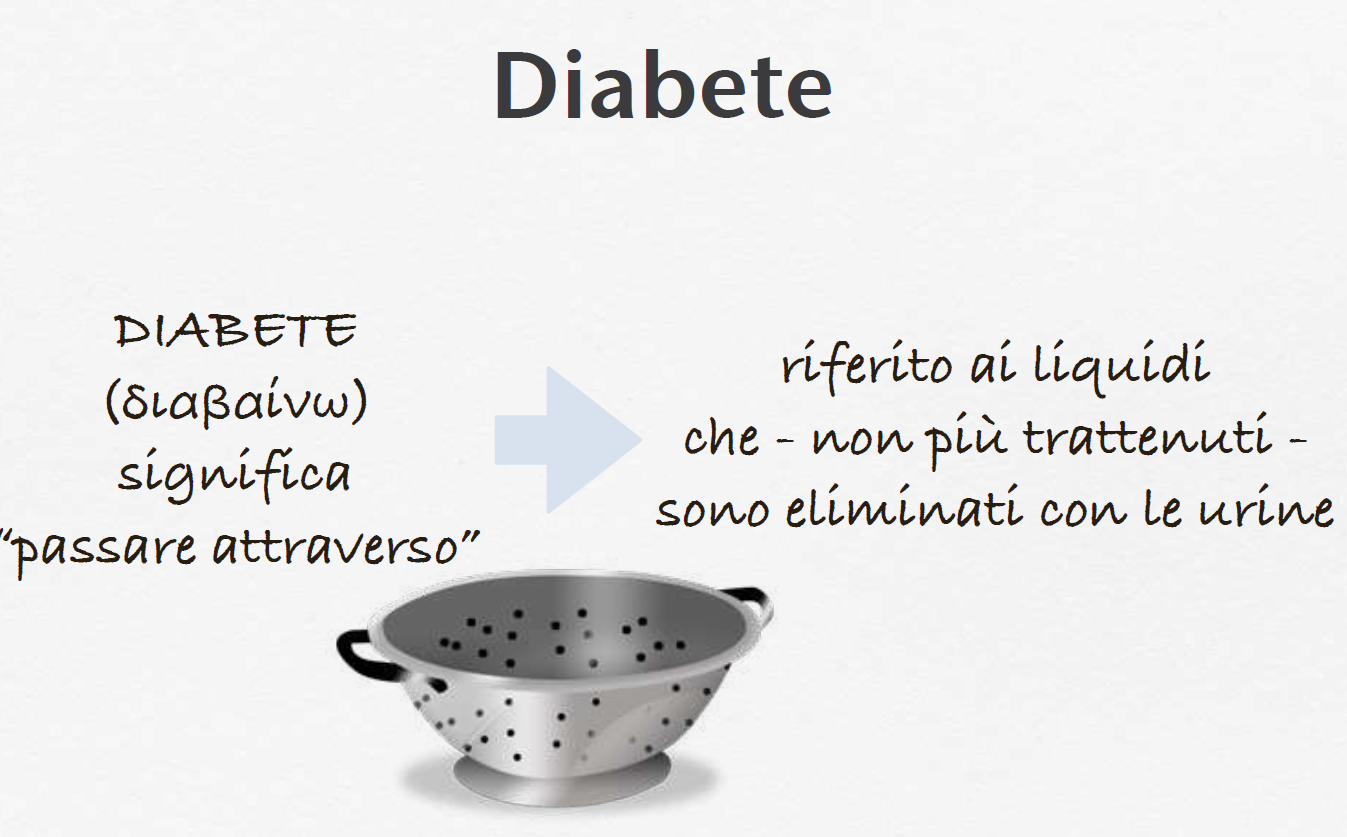 Diabete
DIABETE
(διαβαίνω)
significa
“passare attraverso”
riferito ai liquidi
che - non più trattenuti -
sono eliminati con le urine